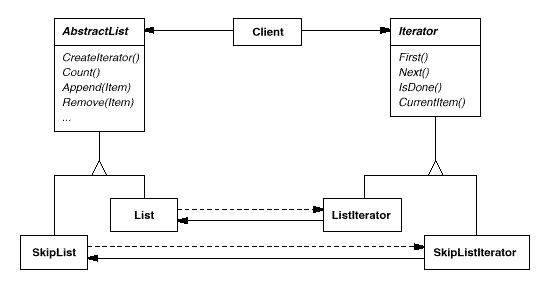 AbstractList
CreateIterator()
Count()
Append(Item)
Remove(Item)
...
Client
Iterator
First()
Next()
IsDone()
CurrentItem()
List
ListIterator
SkipList
SkipListIterator